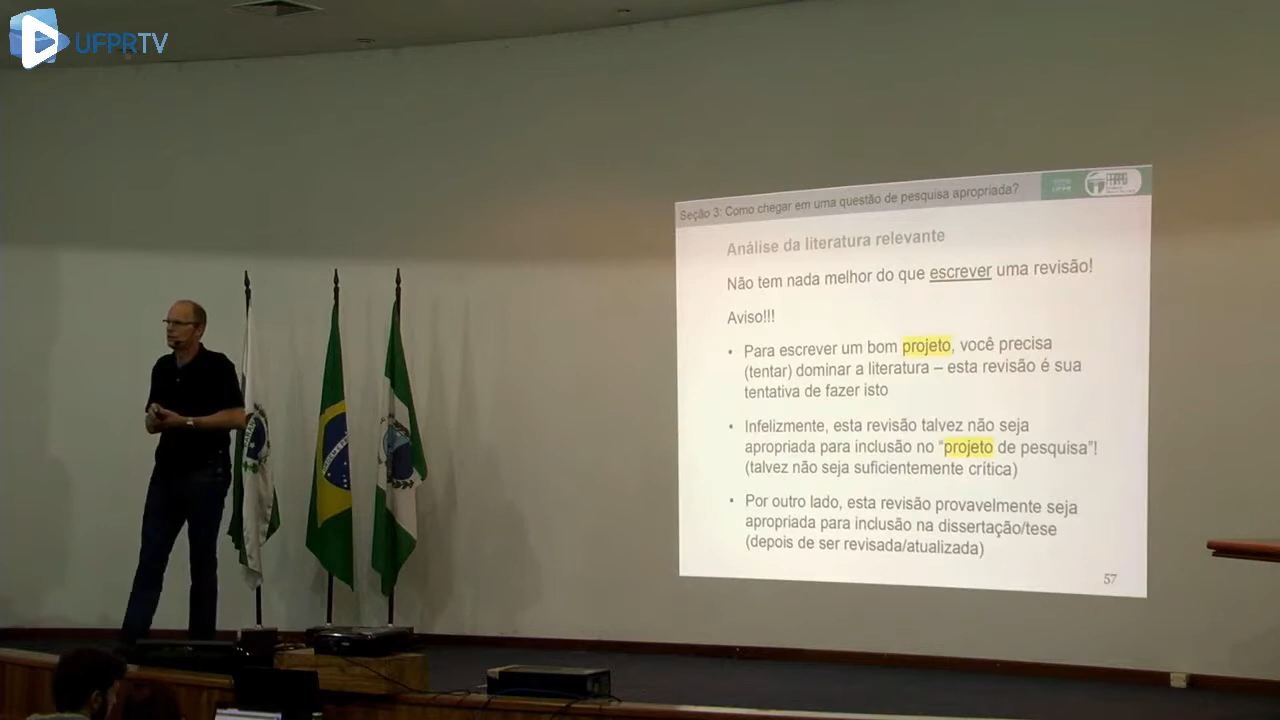 UFPRTV
Seção 3: Como chegar em uma questão de pesquisa apropriada?
Análise da literatura relevante
Não tem nada melhor do que escrever uma revisão!
Aviso!!!
• Para escrever um bom projeto, você precisa
(tentar) dominar a literatura – esta revisão é sua
tentativa de fazer isto
• Infelizmente, esta revisão talvez não seja
apropriada para inclusão no "projeto de pesquisa"!
(talvez não seja suficientemente crítica)
• Por outro lado, esta revisão provavelmente seja
apropriada para inclusão na dissertação/tese
(depois de ser revisada/atualizada)
57